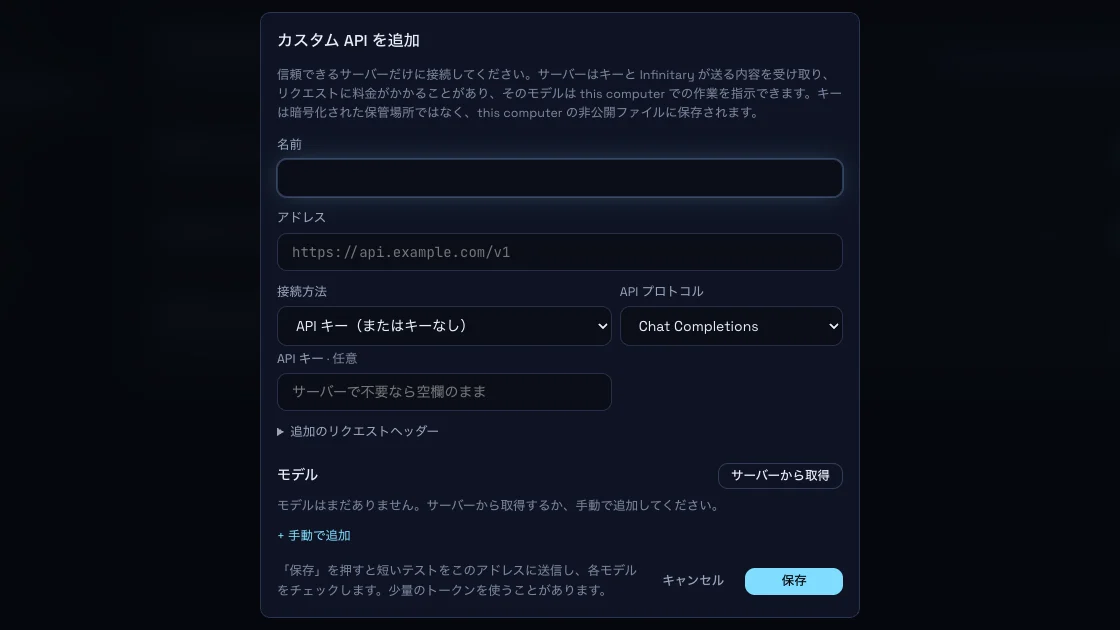 カスタム API を追加
信頼できるサーバーだけに接続してください。サーバーはキーと Infinitary が送る内容を受け取り、
リクエストに料金がかかることがあり、そのモデルは this computer での作業を指示できます。キー
は暗号化された保管場所ではなく、this computer の非公開ファイルに保存されます。
名前
アドレス
https://api.example.com/v1
接続方法
API プロトコル
API キー（またはキーなし）
Chat Completions
API キー · 任意
サーバーで不要なら空欄のまま
▶ 追加のリクエストヘッダー
モデル
サーバーから取得
モデルはまだありません。サーバーから取得するか、手動で追加してください。
+ 手動で追加
「保存」を押すと短いテストをこのアドレスに送信し、各モデル
をチェックします。少量のトークンを使うことがあります。
キャンセル
保存